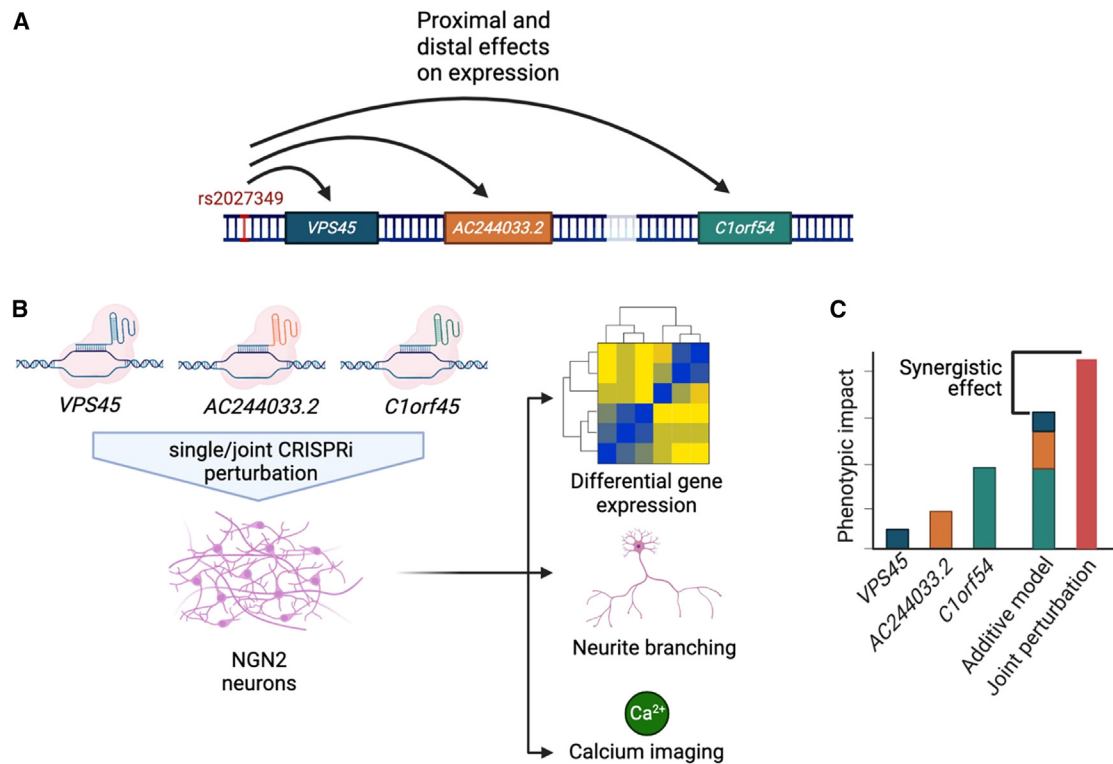 A
Proximal and
distal effects
on expression
rs2027349
VPS45
AC244033.2
C1orf54
B
VPS45
AC244033.2
C1orf45
single/joint CRISPRi
perturbation
NGN2
neurons
Differential gene
expression
Neurite branching
Ca2+
Calcium imaging
C
Synergistic
effect
Phenotypic impact
VPS45
AC244033.2
C1orf54
Additive model
Joint perturbation